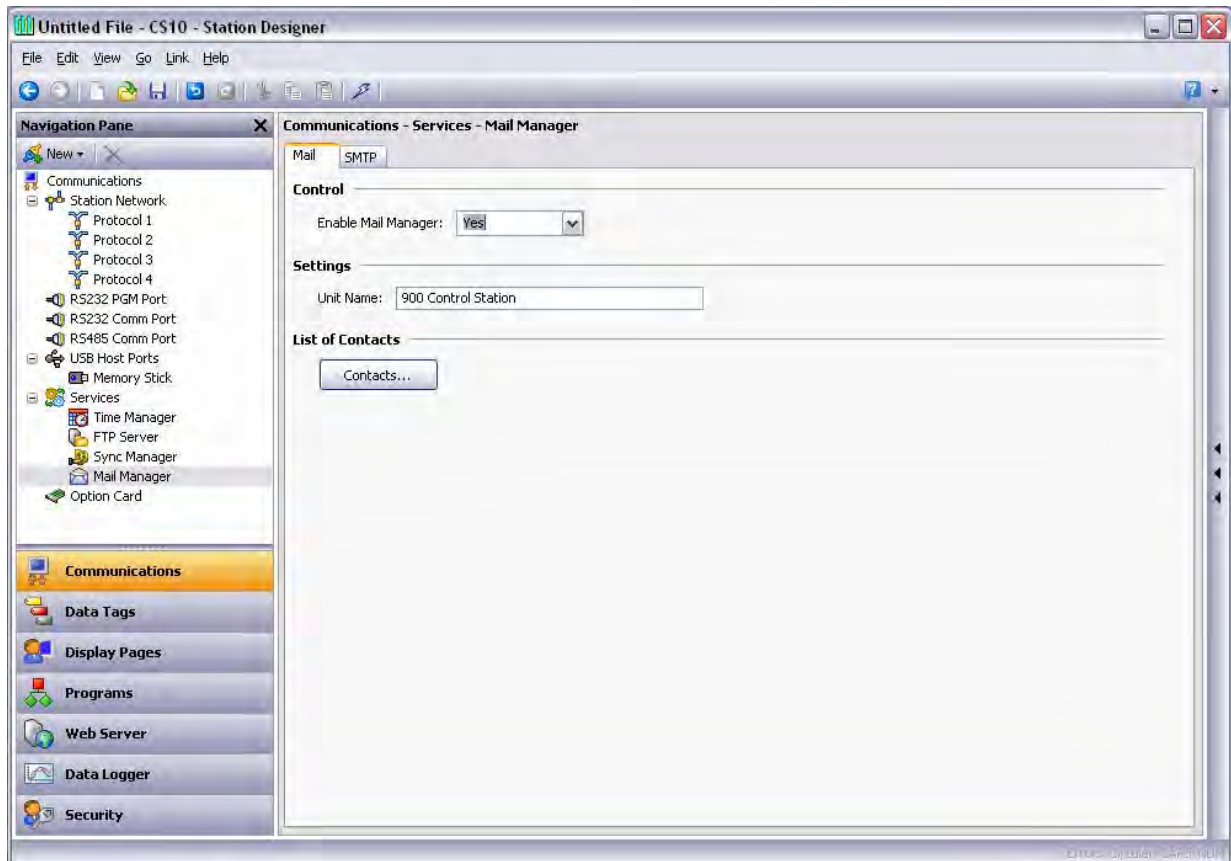 Untitled File - CS10 - Station Designer
File Edit View Go Link Help
Navigation Pane
New
Communications
Station Network
Protocol 1
Protocol 2
Protocol 3
Protocol 4
RS232 PGM Port
RS232 Comm Port
RS485 Comm Port
USB Host Ports
Memory Stick
Services
Time Manager
FTP Server
Sync Manager
Mail Manager
Option Card
Communications
Data Tags
Display Pages
Programs
Web Server
Data Logger
Security
Communications - Services - Mail Manager
Mail SMTP
Control
Enable Mail Manager: Yes
Settings
Unit Name: 900 Control Station
List of Contacts
Contacts...